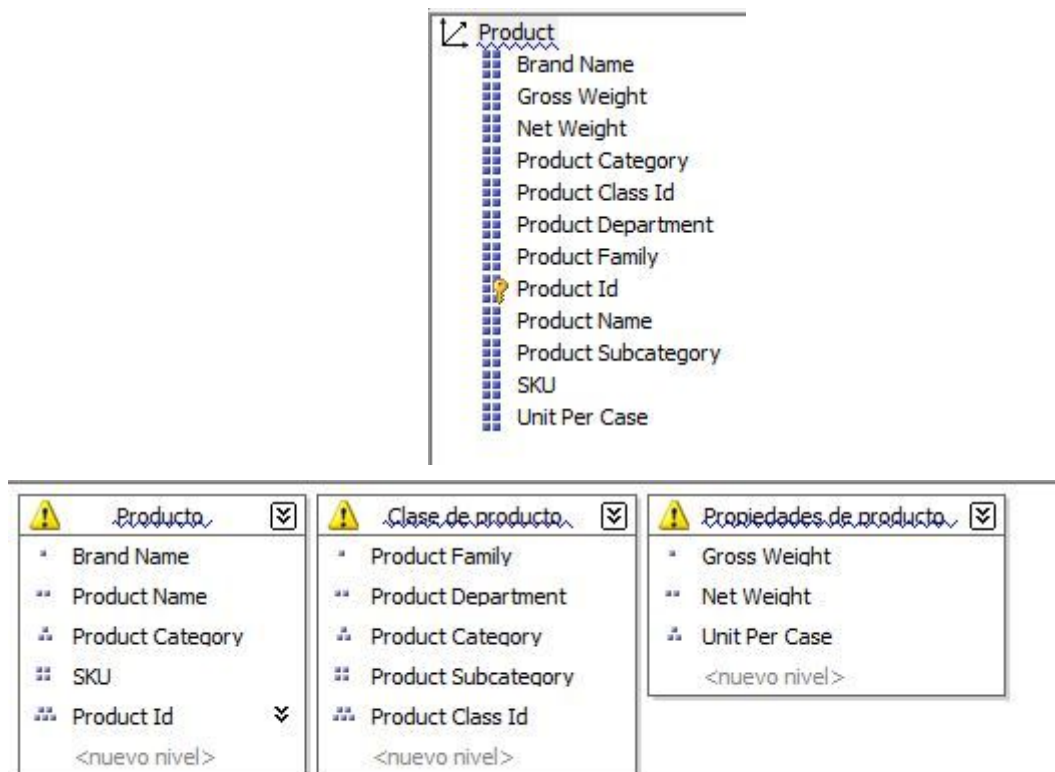 Product
Brand Name
Gross Weight
Net Weight
Product Category
Product Class Id
Product Department
Product Family
Product Id
Product Name
Product Subcategory
SKU
Unit Per Case
Producto
Brand Name
Product Name
Product Category
SKU
Product Id
<nuevo nivel>
Clase de producto
Product Family
Product Department
Product Category
Product Subcategory
Product Class Id
<nuevo nivel>
Propiedades de producto
Gross Weight
Net Weight
Unit Per Case
<nuevo nivel>